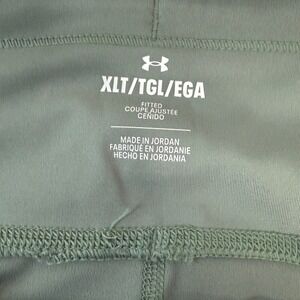 XLT/TGL/EGA
FITTED
COUPE AJUSTÉE
CEÑIDO
MADE IN JORDAN
FABRIQUÉ EN JORDANIE
HECHO EN JORDANIA